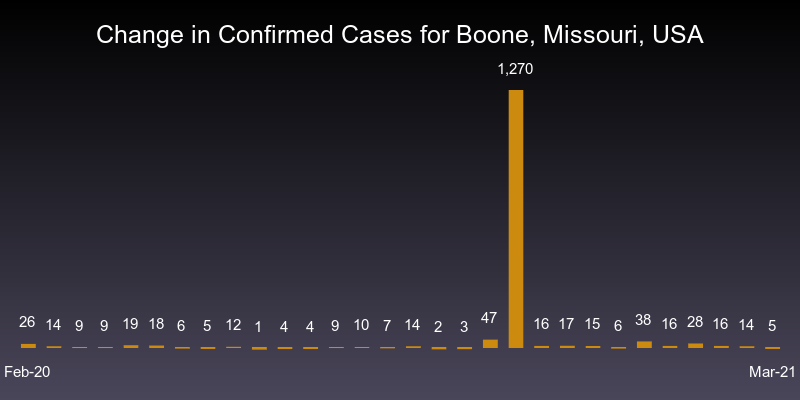 Change in Confirmed Cases for Boone, Missouri, USA
1,270
26 14 9 9 19 18 6 5 12 1 4 4 9 10 7 14 2 3 47 16 17 15 6 38 16 28 16 14 5
Feb-20 Mar-21